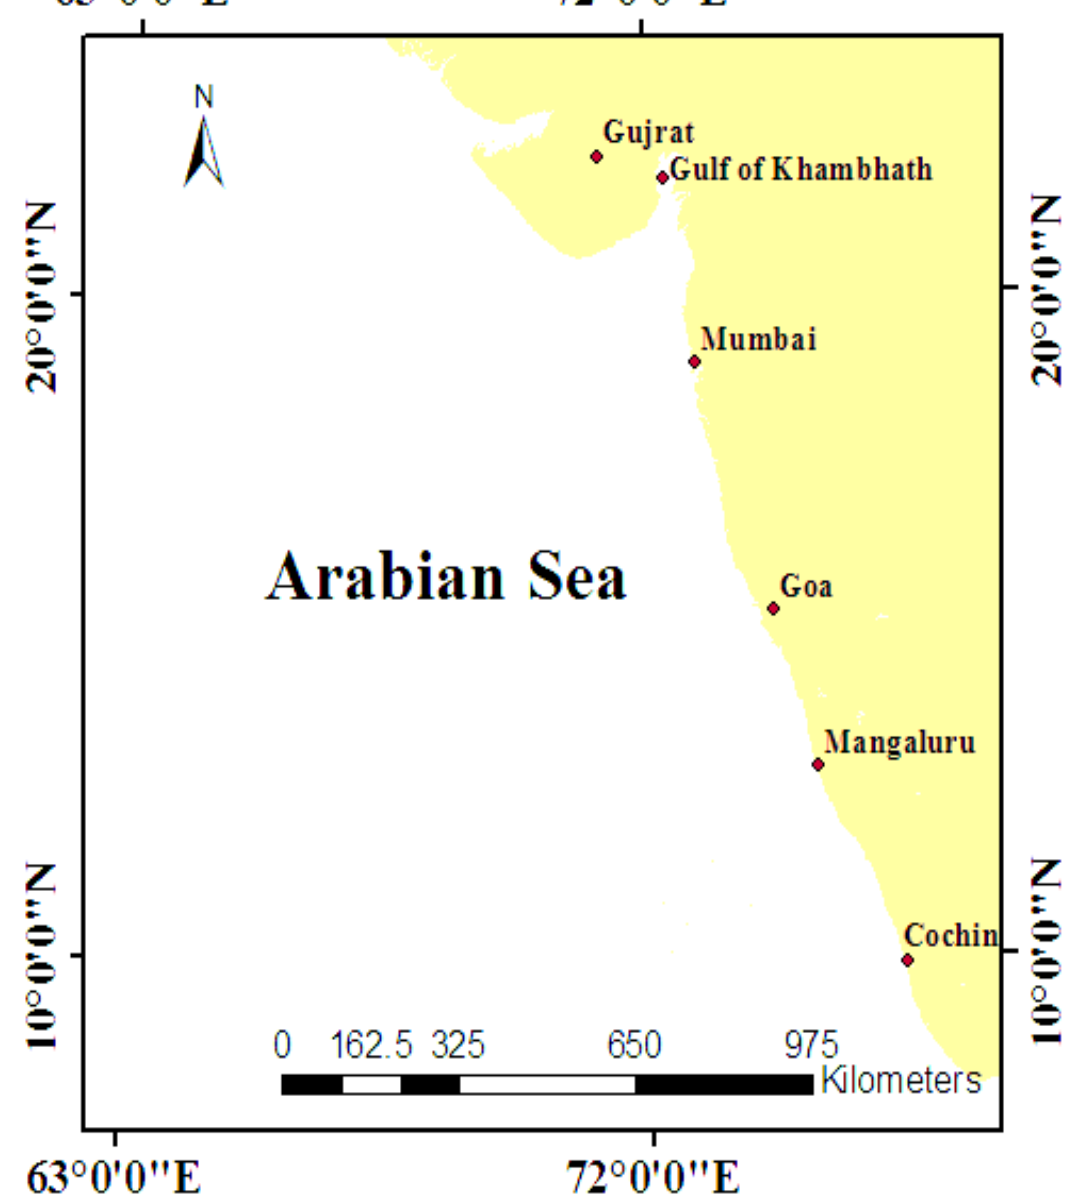 N
Gujrat
Gulf of Khambhath
20°0'0"N
20°0'0"N
Mumbai
Arabian Sea
Goa
Mangaluru
Cochin
10°0'0"N
10°0'0"N
0 162.5 325 650 975
Kilometers
63°0'0"E 72°0'0"E